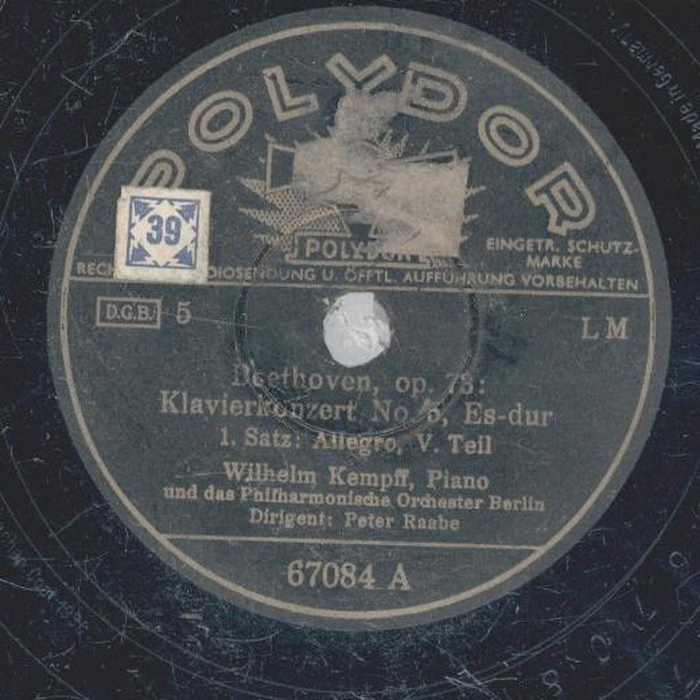 POLYDOR
39
POLYDOR
EINGETR. SCHUTZ-
MARKE
RECH DIOSENDUNG U. ÖFFTL. AUFFÜHRUNG VORBEHALTEN
D.G.B. 5
L M
Beethoven, op. 73:
Klavierkonzert No. 5, Es-dur
1. Satz: Allegro, V. Teil
Wilhelm Kempff, Piano
und das Philharmonische Orchester Berlin
Dirigent: Peter Raabe
67084 A